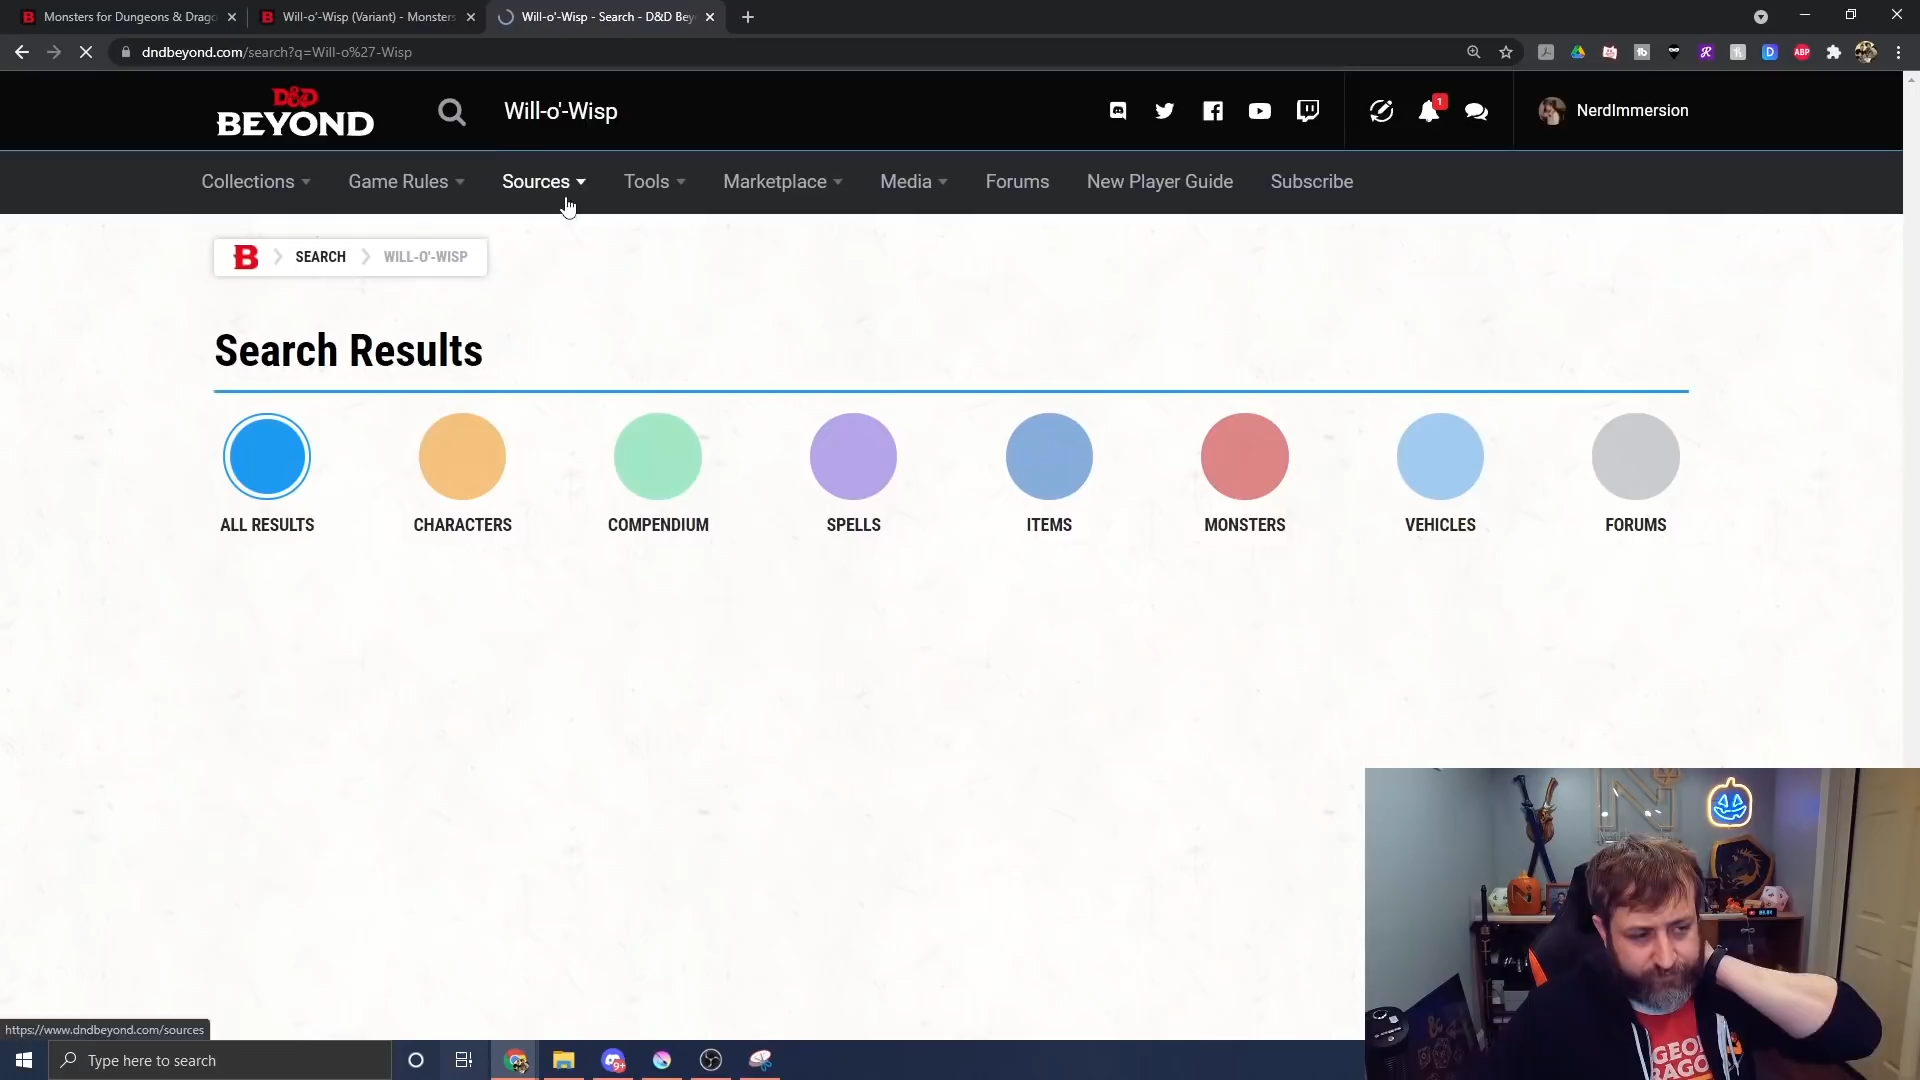 Monsters for Dungeons & Drago
Will-o'-Wisp (Variant) - Monsters
Will-o'-Wisp - Search - D&D Bey
dndbeyond.com/search?q=Will-o%27-Wisp
D&D
BEYOND
Will-o'-Wisp
1
NerdImmersion
Collections
Game Rules
Sources
Tools
Marketplace
Media
Forums
New Player Guide
Subscribe
B
SEARCH
WILL-O'-WISP
Search Results
ALL RESULTS
CHARACTERS
COMPENDIUM
SPELLS
ITEMS
MONSTERS
VEHICLES
FORUMS
https://www.dndbeyond.com/sources
Type here to search